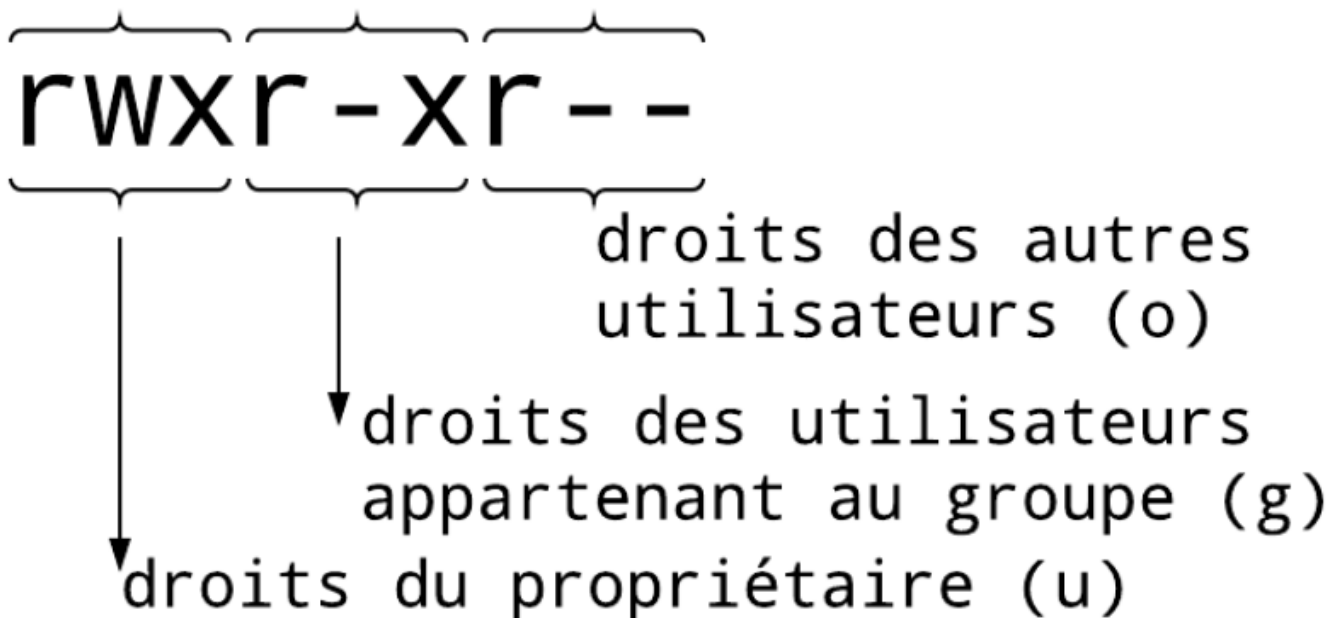 rwxr-xr--
droits des autres
utilisateurs (o)
droits des utilisateurs
appartenant au groupe (g)
droits du propriétaire (u)